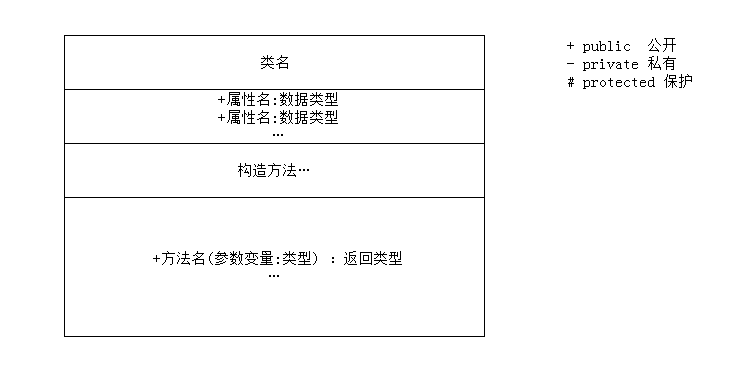 类名
+属性名:数据类型
+属性名:数据类型
…
构造方法…
+方法名(参数变量:类型) : 返回类型
…
+ public 公开
- private 私有
# protected 保护